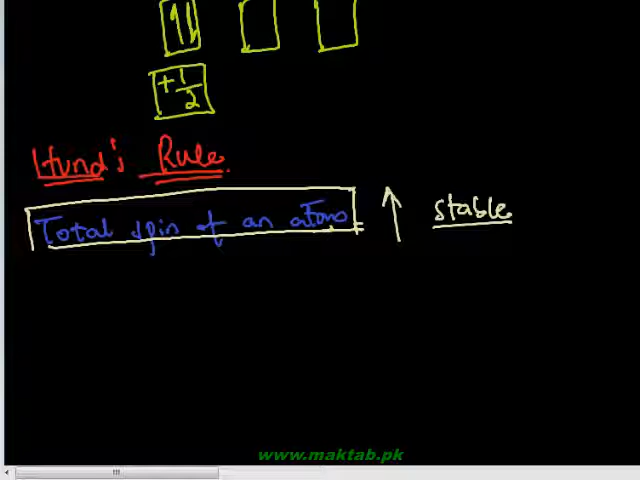 +1/2
Hund's Rule
Total spin of an atom ↑ stable
www.maktab.pk